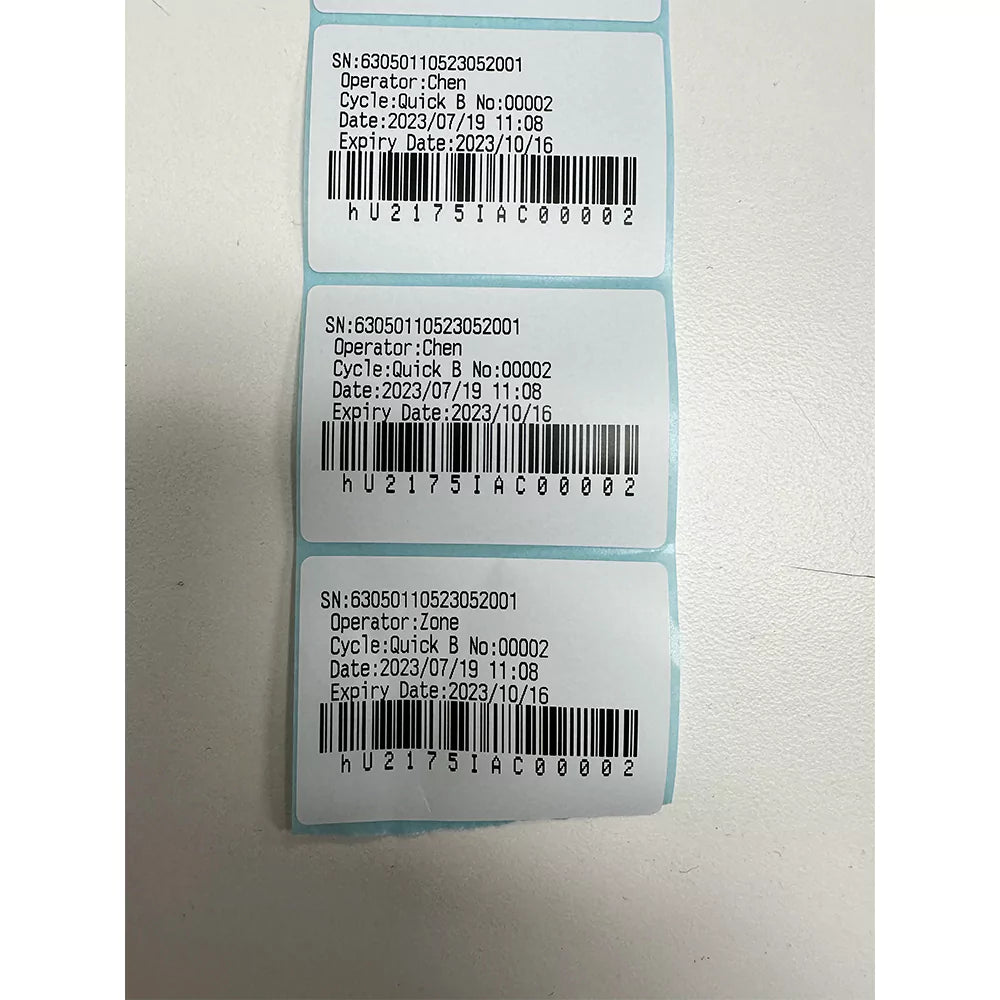 SN:63050110523052001
Operator:Chen
Cycle:Quick B No:00002
Date:2023/07/19 11:08
Expiry Date:2023/10/16
hU2175IAC00002
SN:63050110523052001
Operator:Chen
Cycle:Quick B No:00002
Date:2023/07/19 11:08
Expiry Date:2023/10/16
hU2175IAC00002
SN:63050110523052001
Operator:Zone
Cycle:Quick B No:00002
Date:2023/07/19 11:08
Expiry Date:2023/10/16
hU2175IAC00002